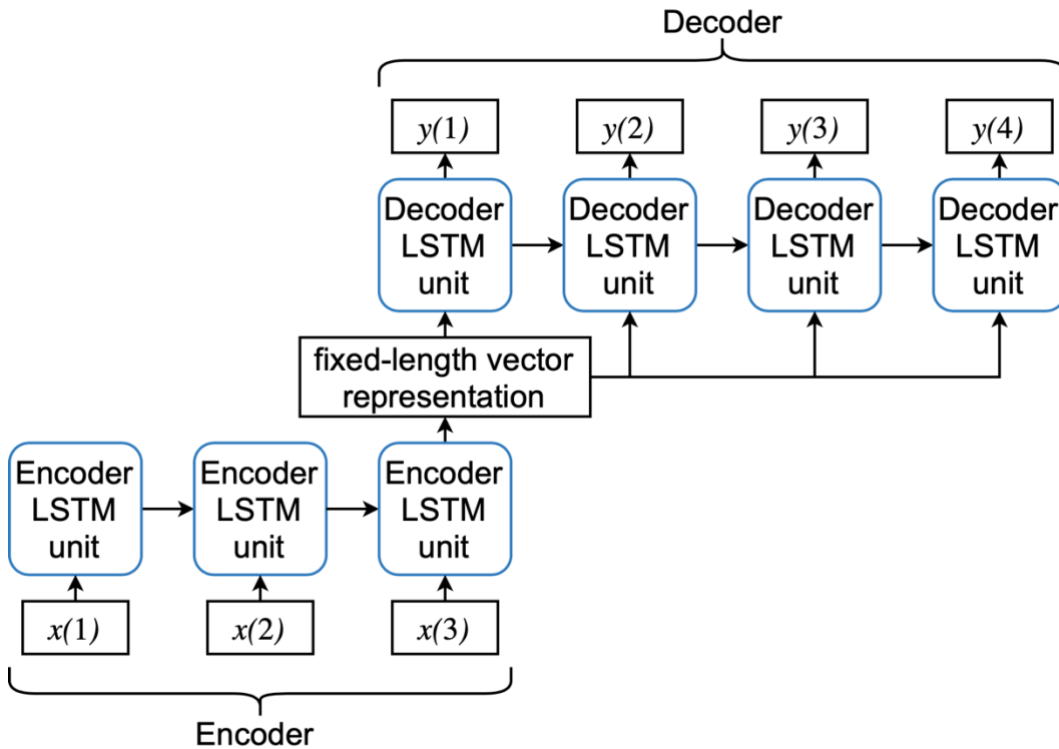 Decoder
y(1)
y(2)
y(3)
y(4)
Decoder
LSTM
unit
Decoder
LSTM
unit
Decoder
LSTM
unit
Decoder
LSTM
unit
fixed-length vector
representation
Encoder
LSTM
unit
Encoder
LSTM
unit
Encoder
LSTM
unit
x(1)
x(2)
x(3)
Encoder